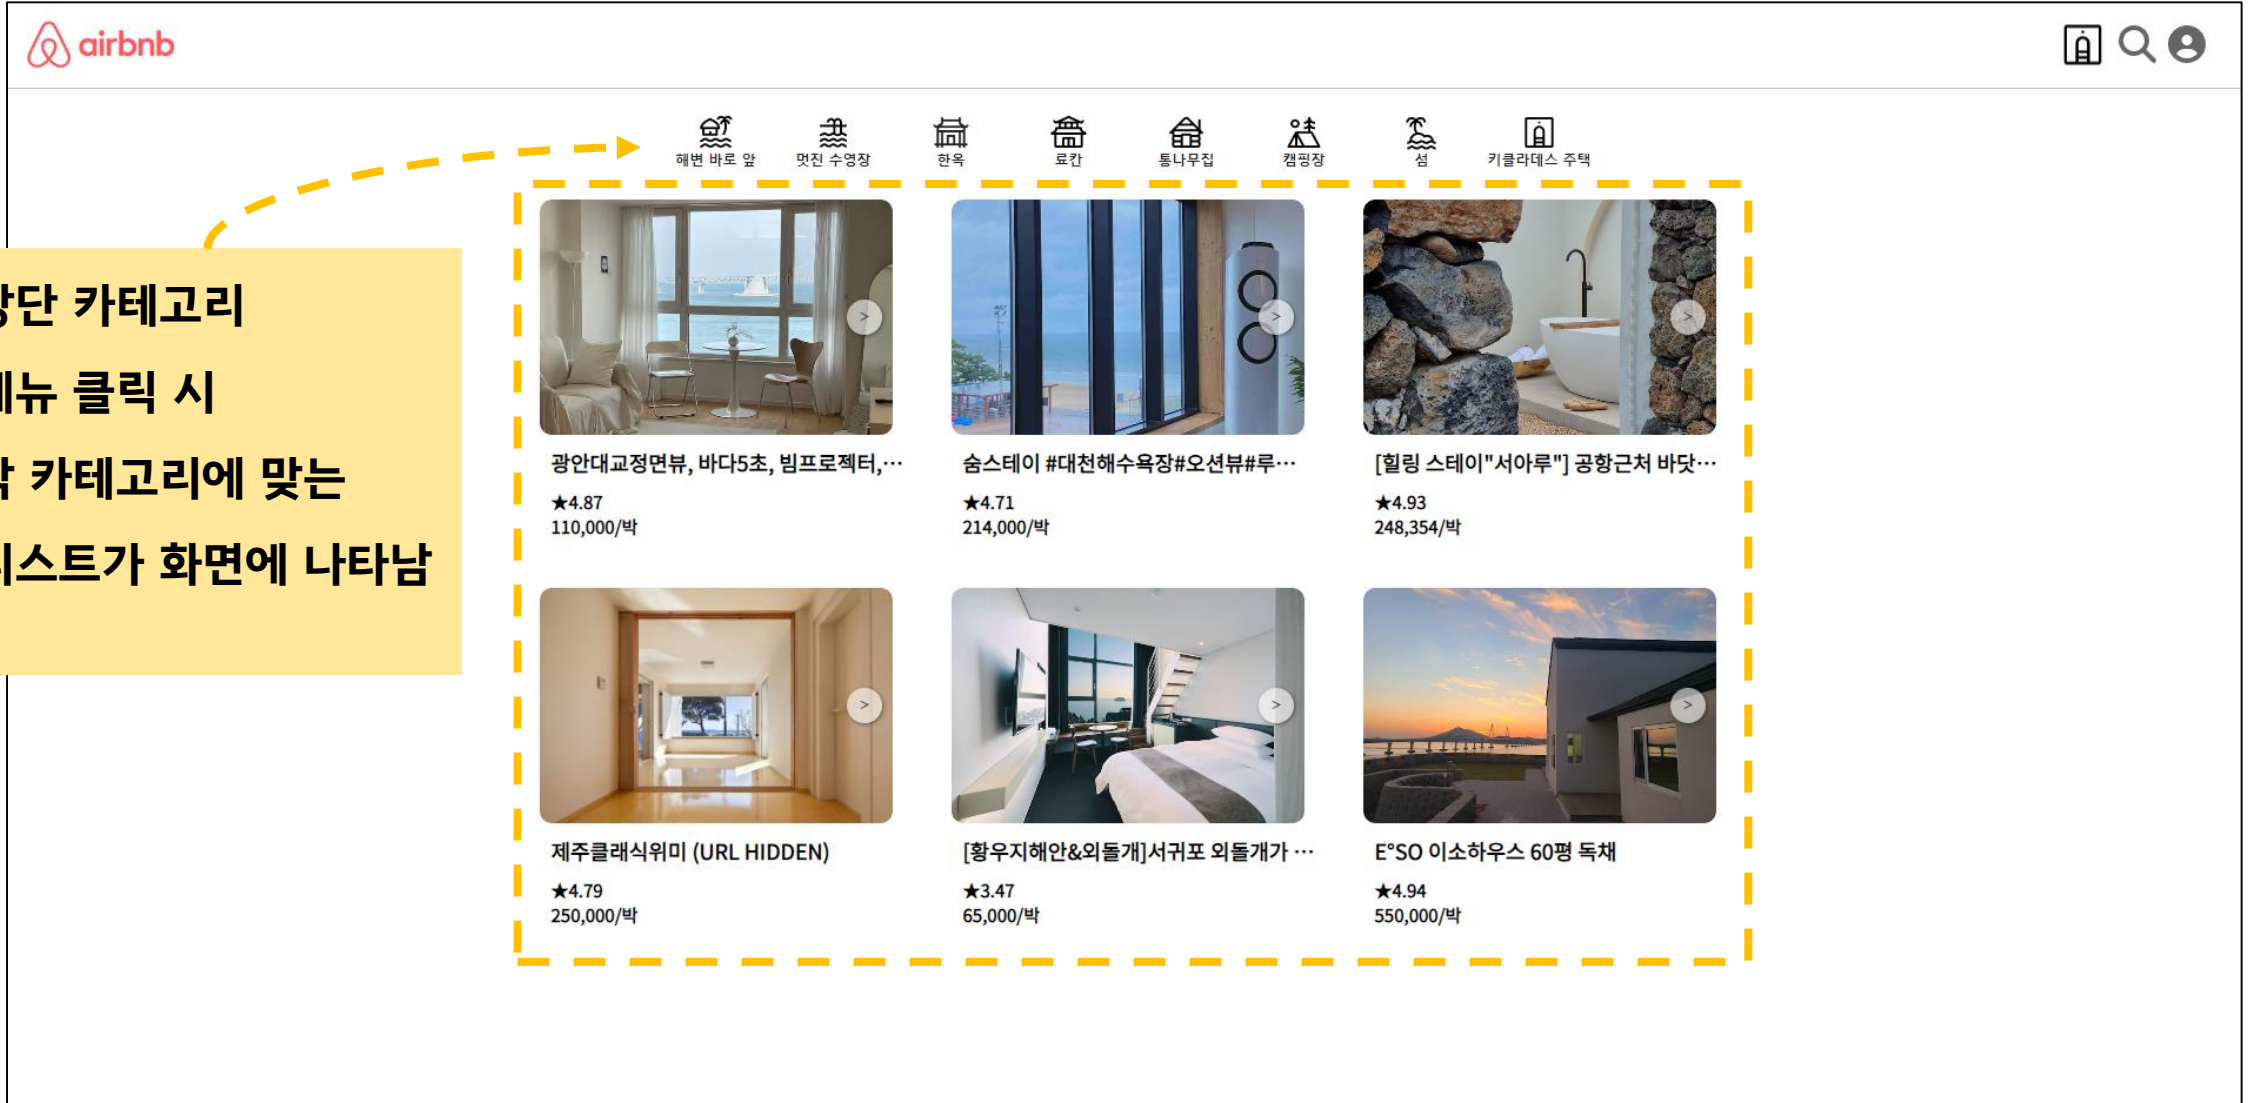 airbnb
해변 바로 앞 멋진 수영장 한옥 료칸 통나무집 캠핑장 섬 키클라데스 주택
상단 카테고리
메뉴 클릭 시
각 카테고리에 맞는
리스트가 화면에 나타남
광안대교정면뷰, 바다5초, 빔프로젝터,…
★4.87
110,000/박
숨스테이 #대천해수욕장#오션뷰#루…
★4.71
214,000/박
[힐링 스테이"서아루"] 공항근처 바닷…
★4.93
248,354/박
제주클래식위미 (URL HIDDEN)
★4.79
250,000/박
[황우지해안&외돌개]서귀포 외돌개가 …
★3.47
65,000/박
E°SO 이소하우스 60평 독채
★4.94
550,000/박